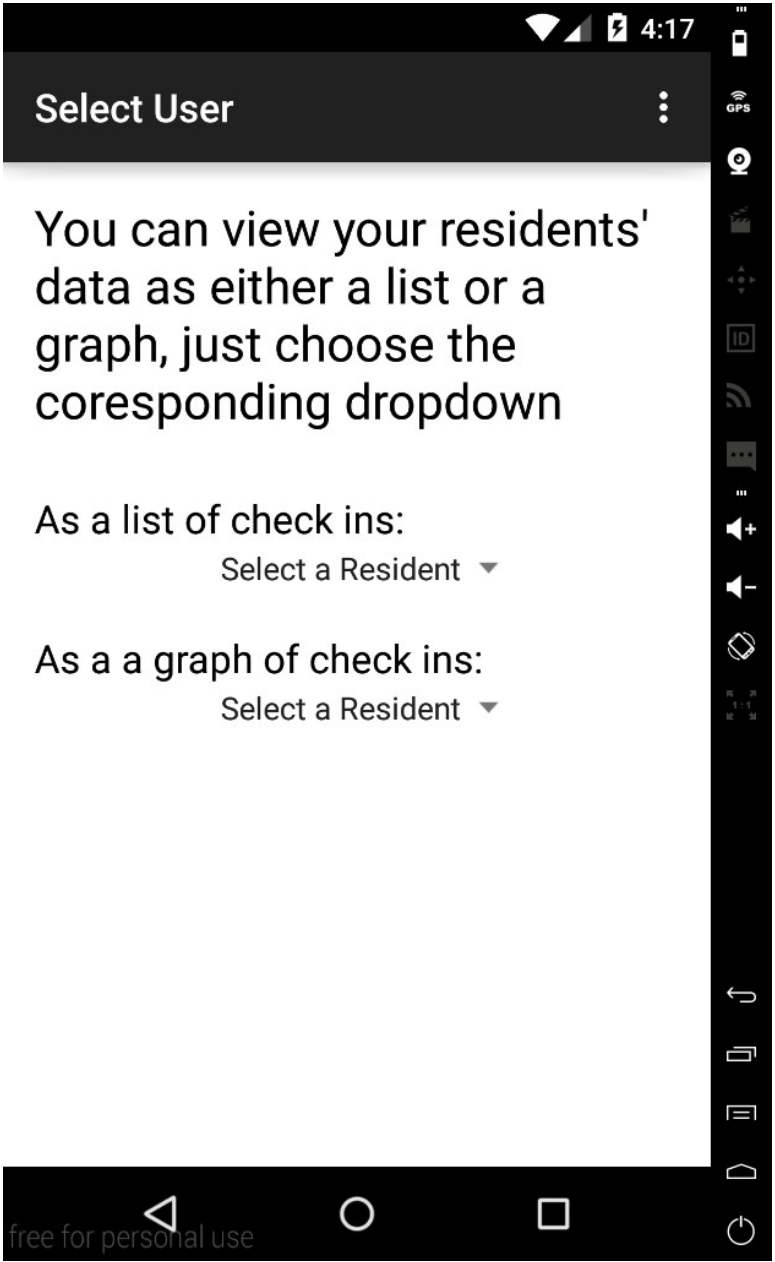 4:17
Select User
GPS
You can view your residents'
data as either a list or a
graph, just choose the
coresponding dropdown
ID
As a list of check ins:
Select a Resident
As a a graph of check ins:
Select a Resident
1:1
free for personal use